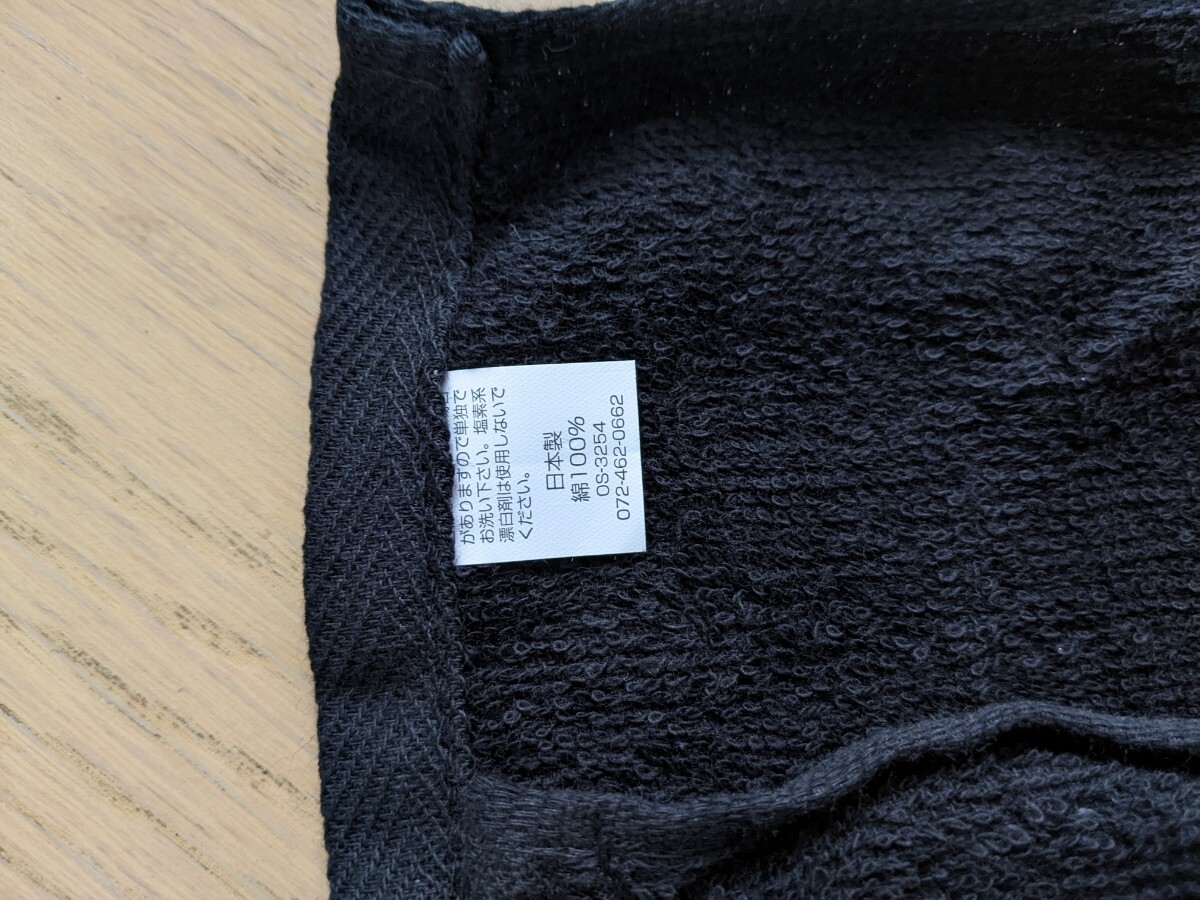 がありますので単独で
お洗い下さい。塩素系
漂白剤は使用しないで
ください。
日本製
綿100%
OS-3254
072-462-0662